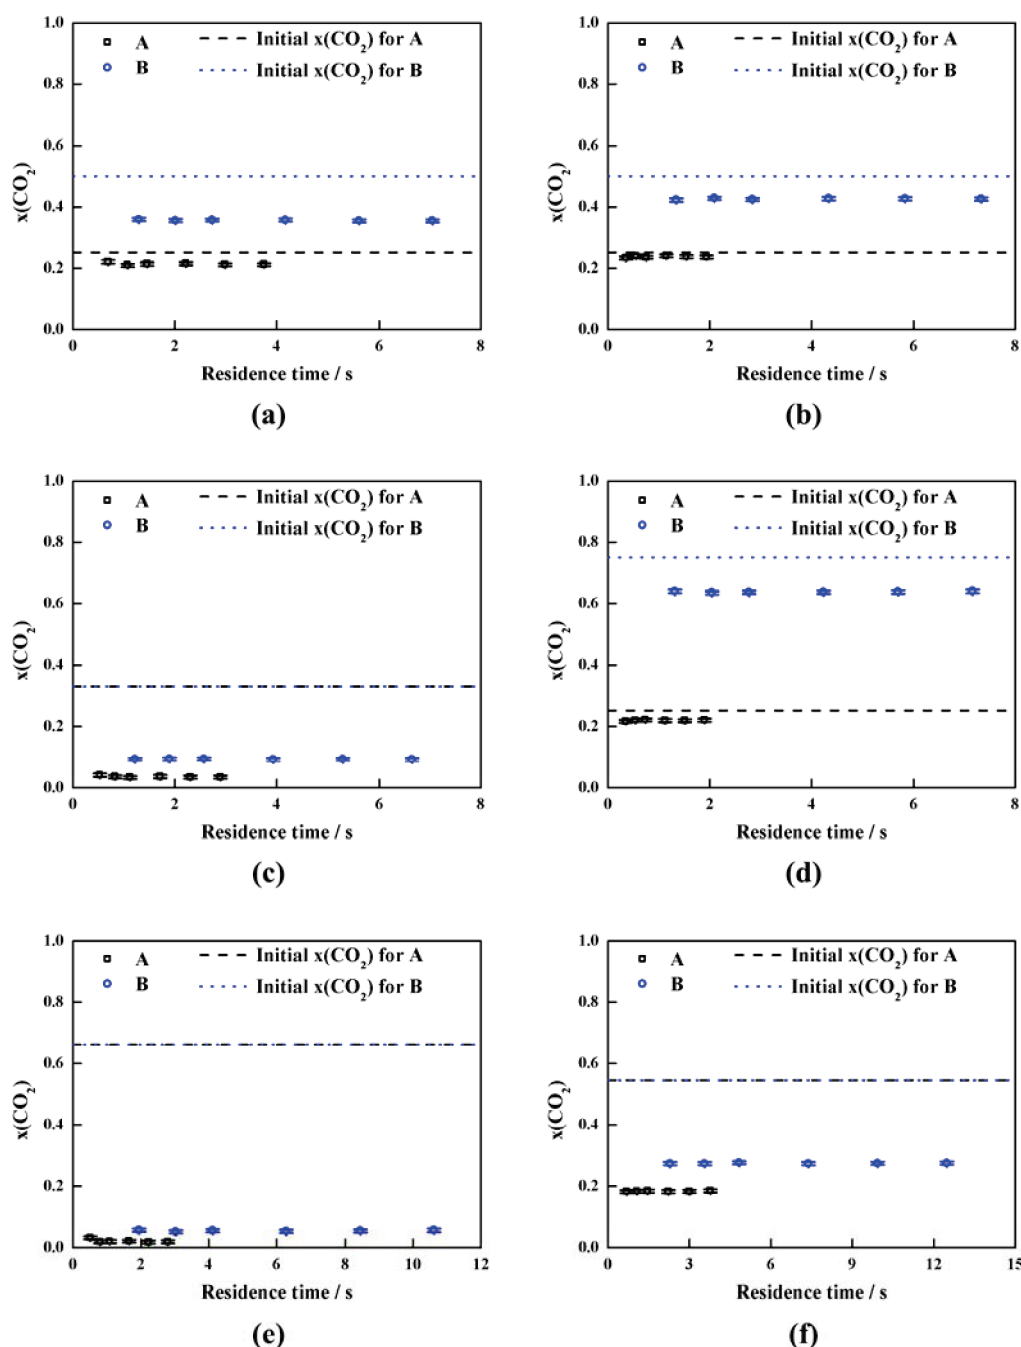 1.0
A
Initial x(CO₂) for A
B
Initial x(CO₂) for B
0.8
0.6
0.4
0.2
0.0
x(CO₂)
0 2 4 6 8
Residence time / s
(a)
1.0
A
Initial x(CO₂) for A
B
Initial x(CO₂) for B
0.8
0.6
0.4
0.2
0.0
x(CO₂)
0 2 4 6 8
Residence time / s
(b)
1.0
A
Initial x(CO₂) for A
B
Initial x(CO₂) for B
0.8
0.6
0.4
0.2
0.0
x(CO₂)
0 2 4 6 8
Residence time / s
(c)
1.0
A
Initial x(CO₂) for A
B
Initial x(CO₂) for B
0.8
0.6
0.4
0.2
0.0
x(CO₂)
0 2 4 6 8
Residence time / s
(d)
1.0
A
Initial x(CO₂) for A
B
Initial x(CO₂) for B
0.8
0.6
0.4
0.2
0.0
x(CO₂)
0 2 4 6 8 10 12
Residence time / s
(e)
1.0
A
Initial x(CO₂) for A
B
Initial x(CO₂) for B
0.8
0.6
0.4
0.2
0.0
x(CO₂)
0 3 6 9 12 15
Residence time / s
(f)